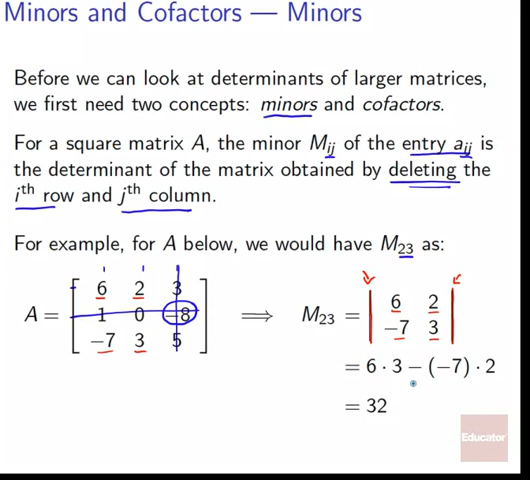 Minors and Cofactors — Minors
Before we can look at determinants of larger matrices,
we first need two concepts: minors and cofactors.
For a square matrix A, the minor M_ij of the entry a_ij is
the determinant of the matrix obtained by deleting the
i^th row and j^th column.
For example, for A below, we would have M_23 as:
6 2 3 6 2
A = 1 0 −8 ⟹ M_23 =
−7 3 5 −7 3
= 6 · 3 − (−7) · 2
= 32
Educator